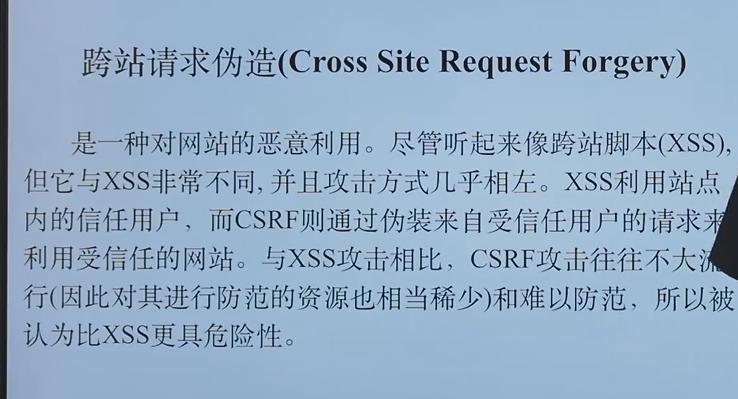 跨站请求伪造(Cross Site Request Forgery)
是一种对网站的恶意利用。尽管听起来像跨站脚本(XSS),
但它与XSS非常不同, 并且攻击方式几乎相左。XSS利用站点
内的信任用户，而CSRF则通过伪装来自受信任用户的请求来
利用受信任的网站。与XSS攻击相比，CSRF攻击往往不大流
行(因此对其进行防范的资源也相当稀少)和难以防范，所以被
认为比XSS更具危险性。